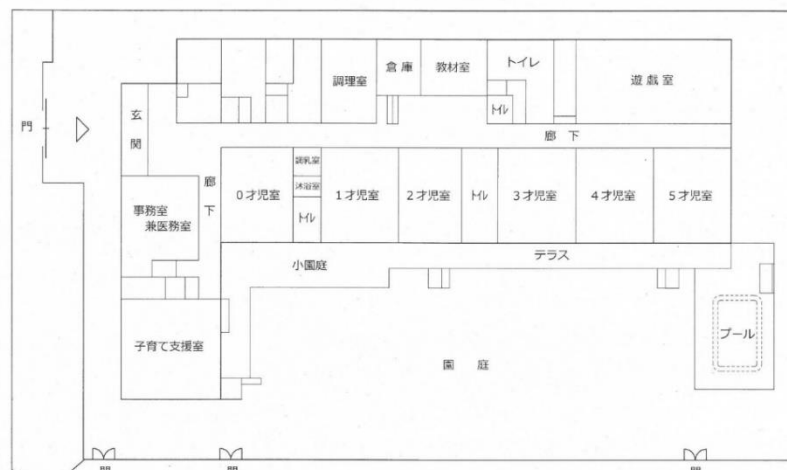 調理室
倉庫
教材室
トイレ
遊戯室
トイレ
門
玄関
廊下
廊下
0才児室
調乳室
沐浴室
トイレ
1才児室
2才児室
トイレ
3才児室
4才児室
5才児室
事務室
兼医務室
小園庭
テラス
子育て支援室
園庭
プール
門
門
門